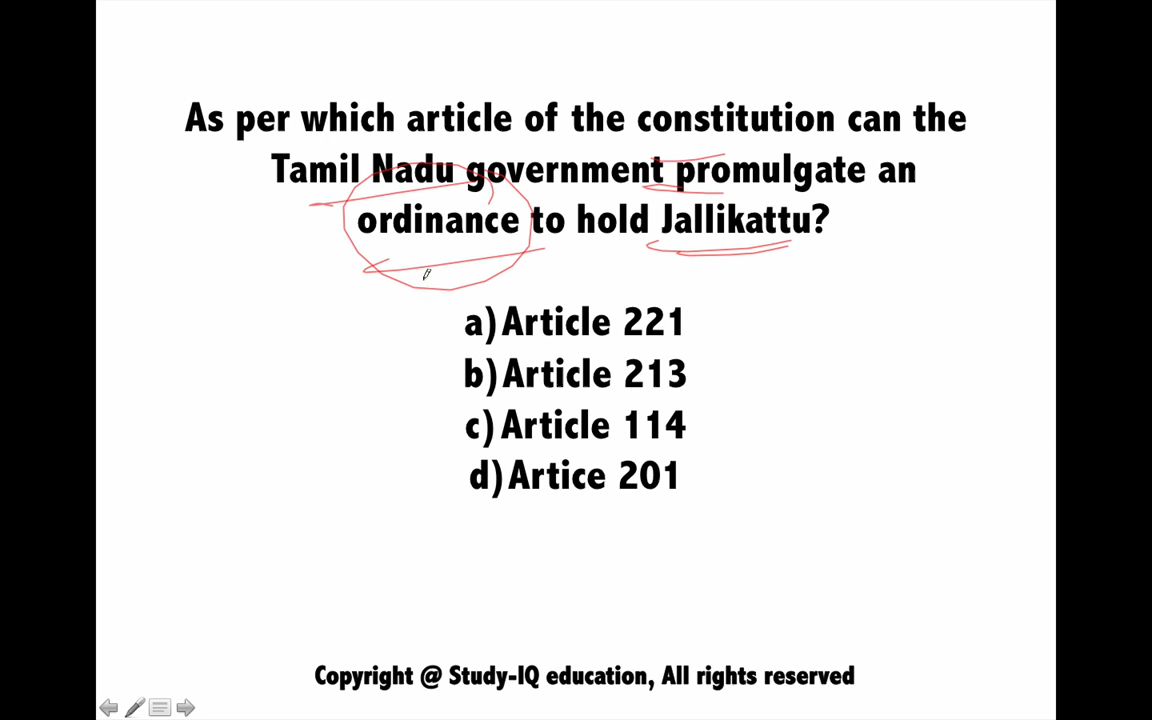 As per which article of the constitution can the
Tamil Nadu government promulgate an
ordinance to hold Jallikattu?
a) Article 221
b) Article 213
c) Article 114
d) Artice 201
Copyright @ Study-IQ education, All rights reserved